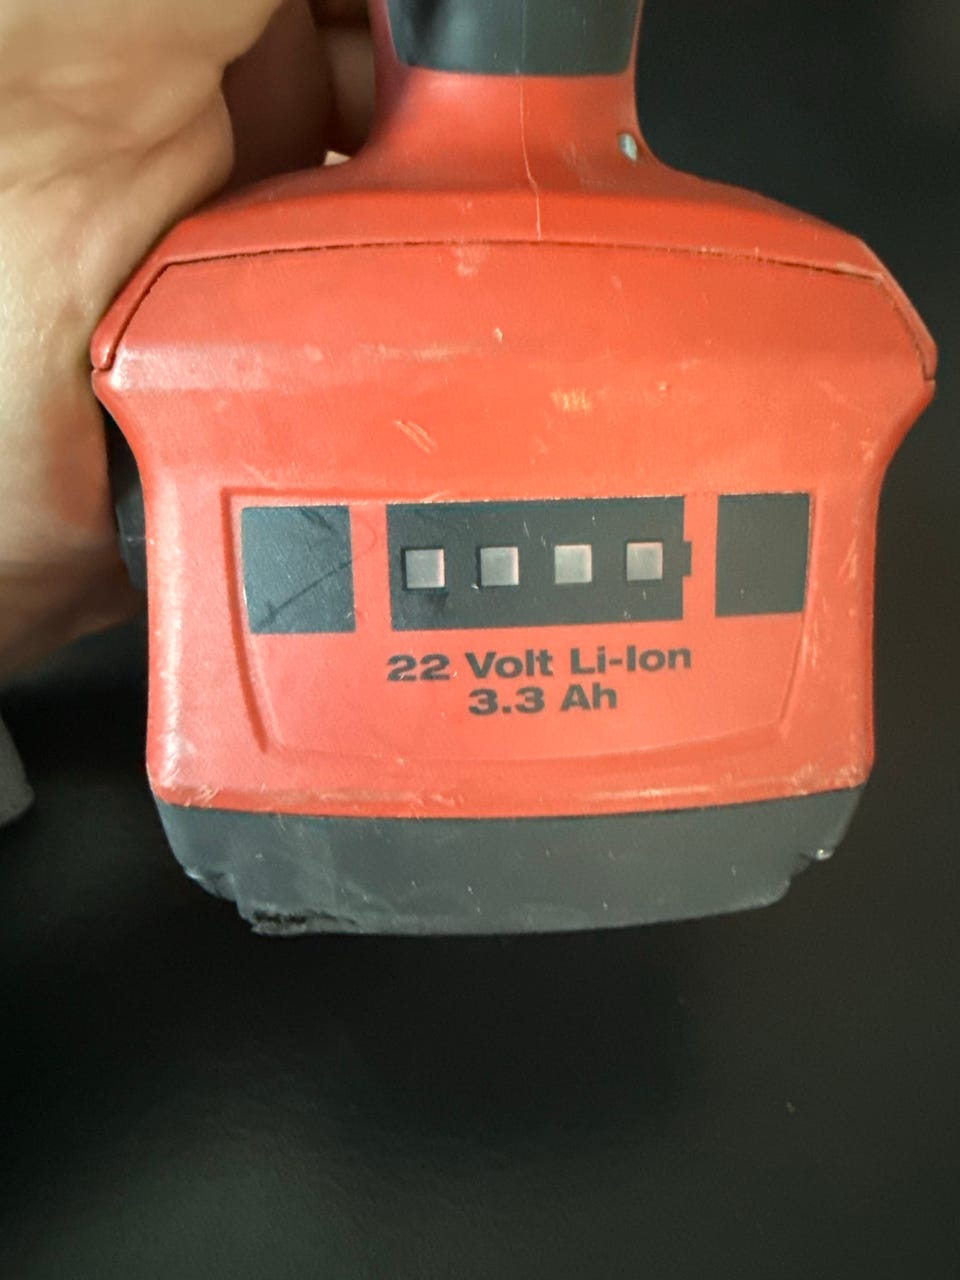 22 Volt Li-Ion
3.3 Ah